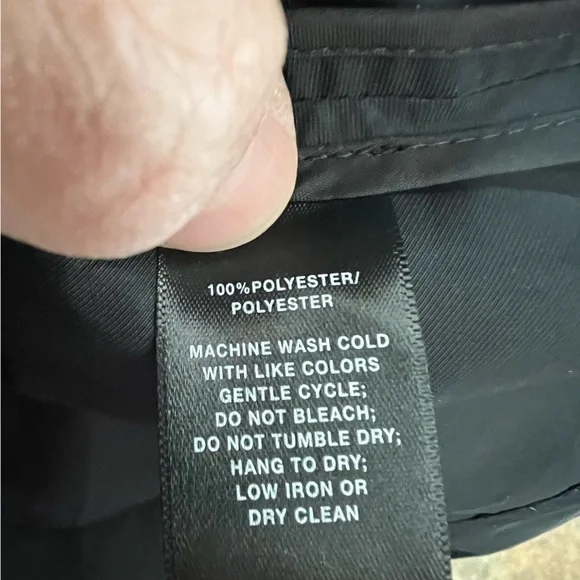 100%POLYESTER/
POLYESTER
MACHINE WASH COLD
WITH LIKE COLORS
GENTLE CYCLE;
DO NOT BLEACH;
DO NOT TUMBLE DRY;
HANG TO DRY;
LOW IRON OR
DRY CLEAN